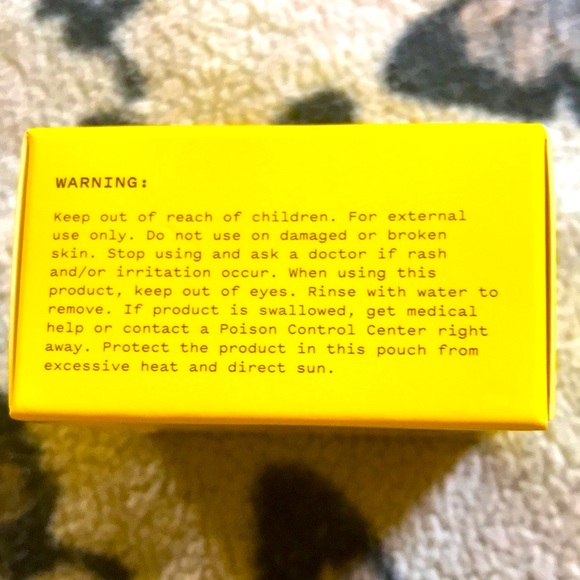 WARNING:
Keep out of reach of children. For external
use only. Do not use on damaged or broken
skin. Stop using and ask a doctor if rash
and/or irritation occur. When using this
product, keep out of eyes. Rinse with water to
remove. If product is swallowed, get medical
help or contact a Poison Control Center right
away. Protect the product in this pouch from
excessive heat and direct sun.